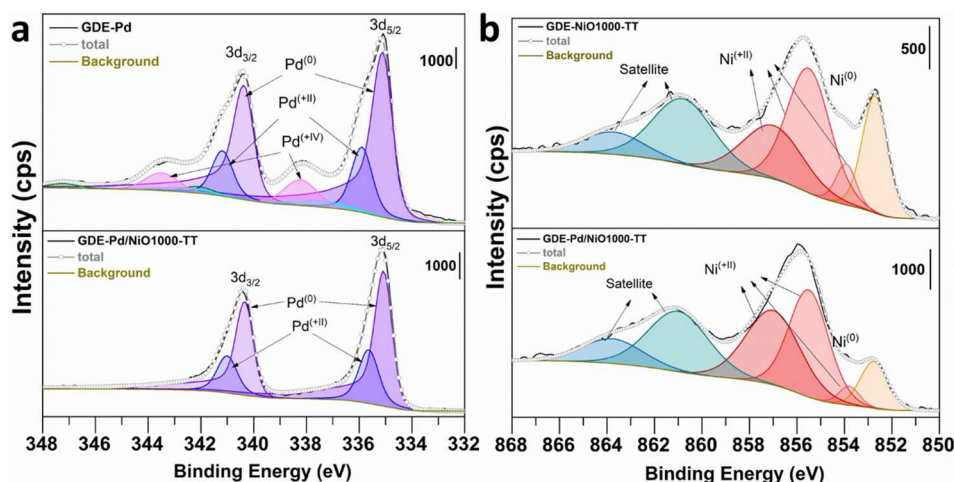 a
GDE-Pd
total
Background
3d3/2
3d5/2
1000
Pd(0)
Pd(+II)
Pd(+IV)
GDE-Pd/NiO1000-TT
total
Background
3d3/2
3d5/2
1000
Pd(0)
Pd(+II)
Intensity (cps)
348 346 344 342 340 338 336 334 332
Binding Energy (eV)
b
GDE-NiO1000-TT
total
Background
500
Satellite
Ni(+II)
Ni(0)
GDE-Pd/NiO1000-TT
total
Background
1000
Satellite
Ni(+II)
Ni(0)
Intensity (cps)
868 866 864 862 860 858 856 854 852 850
Binding Energy (eV)